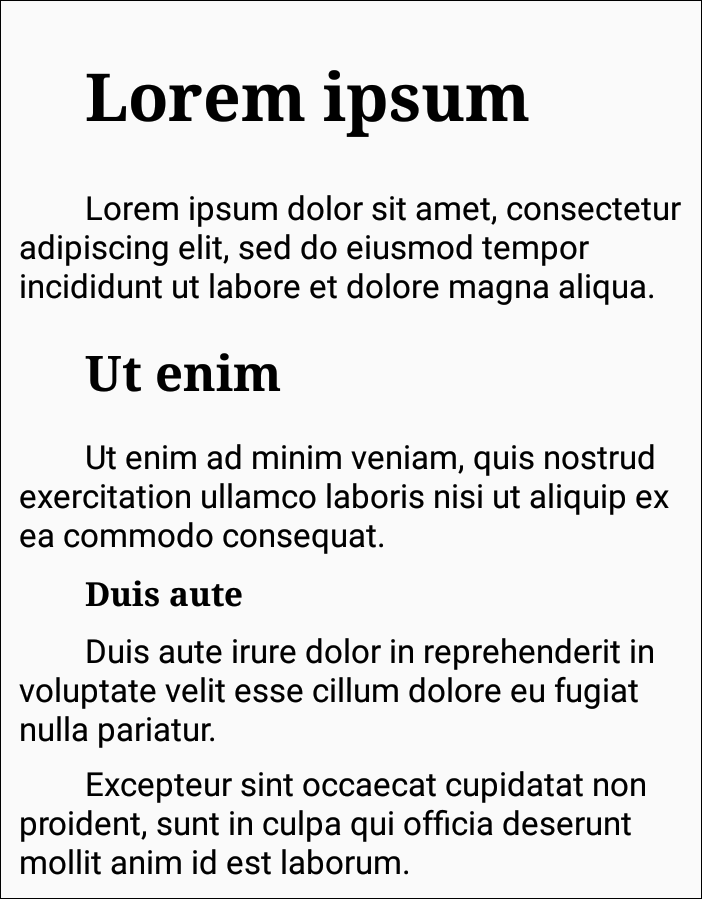 Lorem ipsum
Lorem ipsum dolor sit amet, consectetur
adipiscing elit, sed do eiusmod tempor
incididunt ut labore et dolore magna aliqua.
Ut enim
Ut enim ad minim veniam, quis nostrud
exercitation ullamco laboris nisi ut aliquip ex
ea commodo consequat.
Duis aute
Duis aute irure dolor in reprehenderit in
voluptate velit esse cillum dolore eu fugiat
nulla pariatur.
Excepteur sint occaecat cupidatat non
proident, sunt in culpa qui officia deserunt
mollit anim id est laborum.